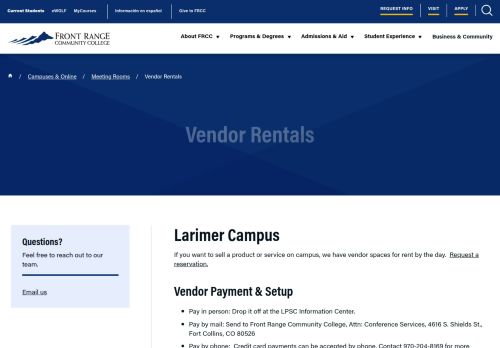 Current Students eWOLF MyCourses Información en español Give to FRCC REQUEST INFO VISIT APPLY
FRONT RANGE
COMMUNITY COLLEGE
About FRCC Programs & Degrees Admissions & Aid Student Experience Business & Community
/ Campuses & Online / Meeting Rooms / Vendor Rentals
Vendor Rentals
Questions?
Feel free to reach out to our
team.
Email us
Larimer Campus
If you want to sell a product or service on campus, we have vendor spaces for rent by the day. Request a
reservation.
Vendor Payment & Setup
• Pay in person: Drop it off at the LPSC Information Center.
• Pay by mail: Send to Front Range Community College, Attn: Conference Services, 4616 S. Shields St.,
Fort Collins, CO 80526
• Pay by phone: Credit card payments can be accepted by phone. Contact 970-204-8169 for more